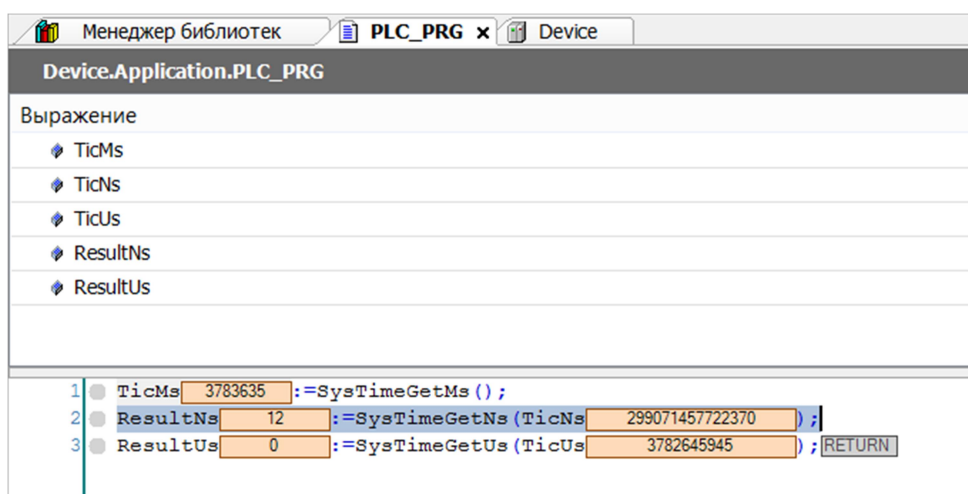 Менеджер библиотек PLC_PRG x Device
Device.Application.PLC_PRG
Выражение
TicMs
TicNs
TicUs
ResultNs
ResultUs
1 TicMs 3783635 :=SysTimeGetMs();
2 ResultNs 12 :=SysTimeGetNs(TicNs 299071457722370 );
3 ResultUs 0 :=SysTimeGetUs(TicUs 3782645945 );RETURN